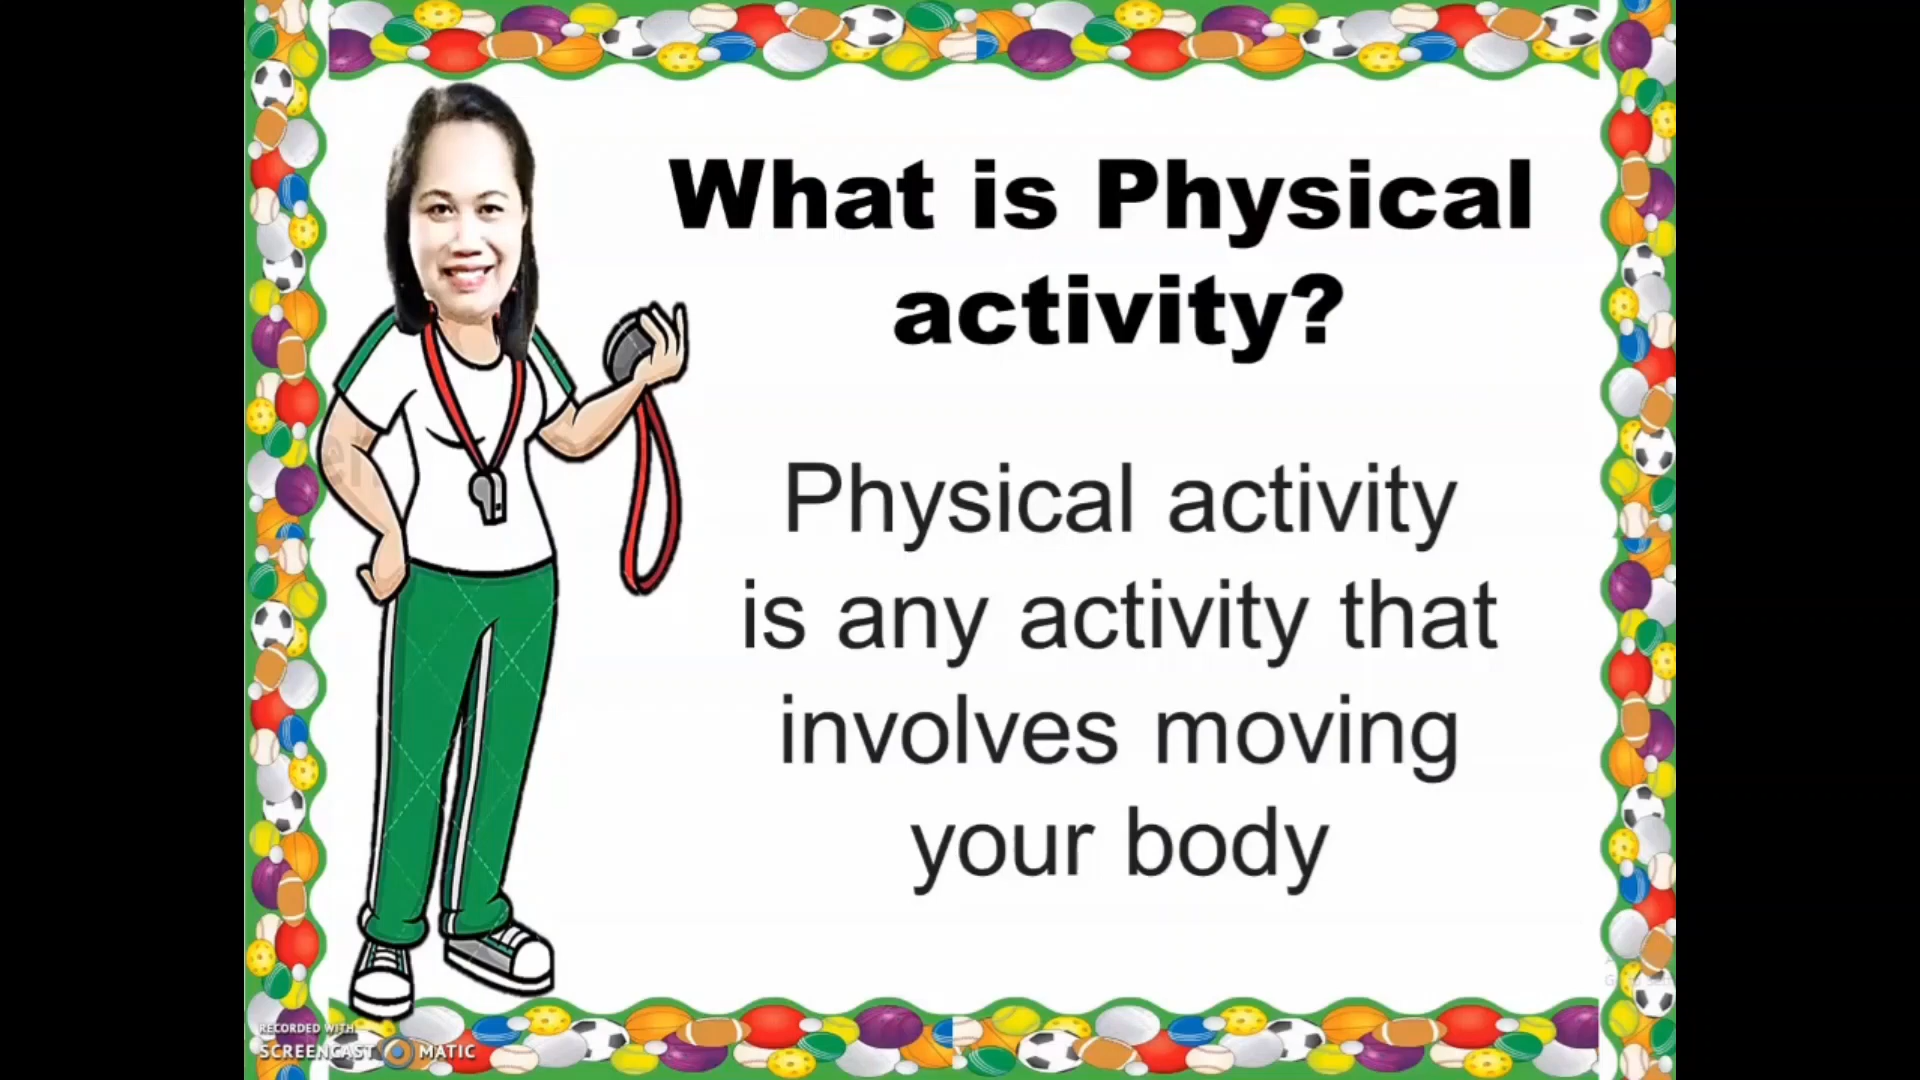 What is Physical
activity?
Physical activity
is any activity that
involves moving
your body
RECORDED WITH
SCREENCAST MATIC